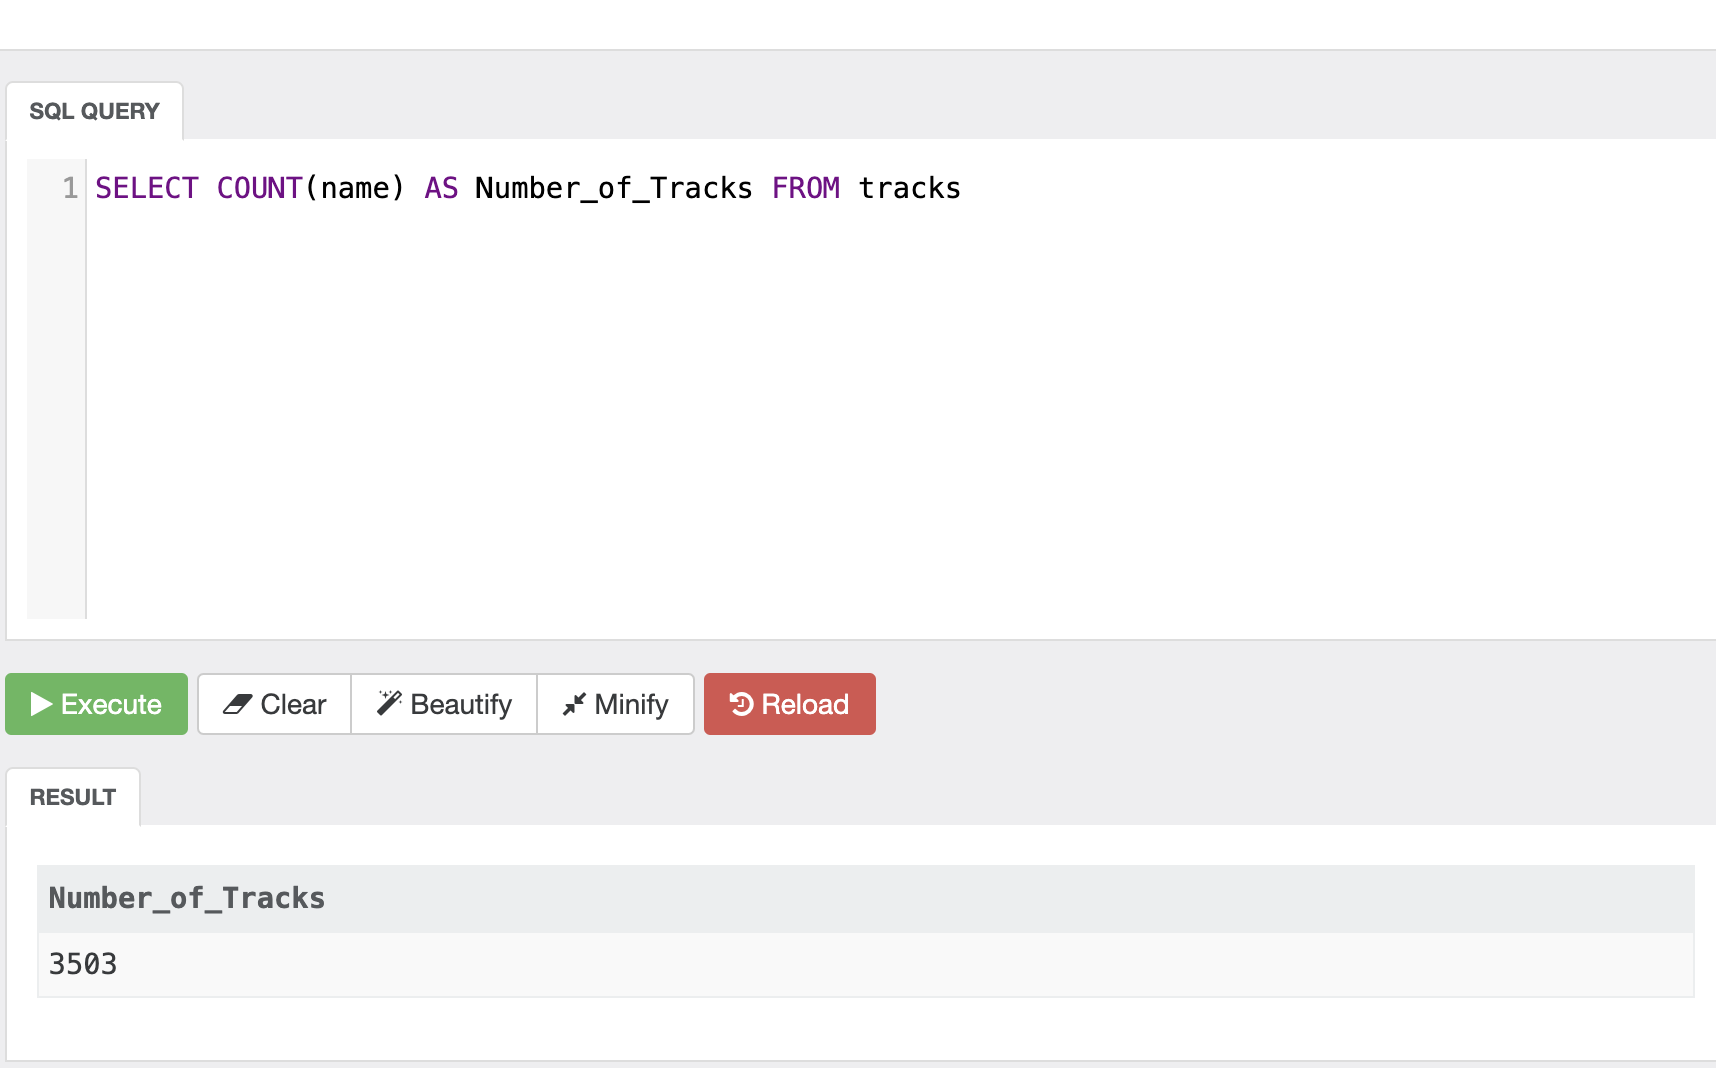 SQL QUERY
1 SELECT COUNT(name) AS Number_of_Tracks FROM tracks
Execute Clear Beautify Minify Reload
RESULT
Number_of_Tracks
3503